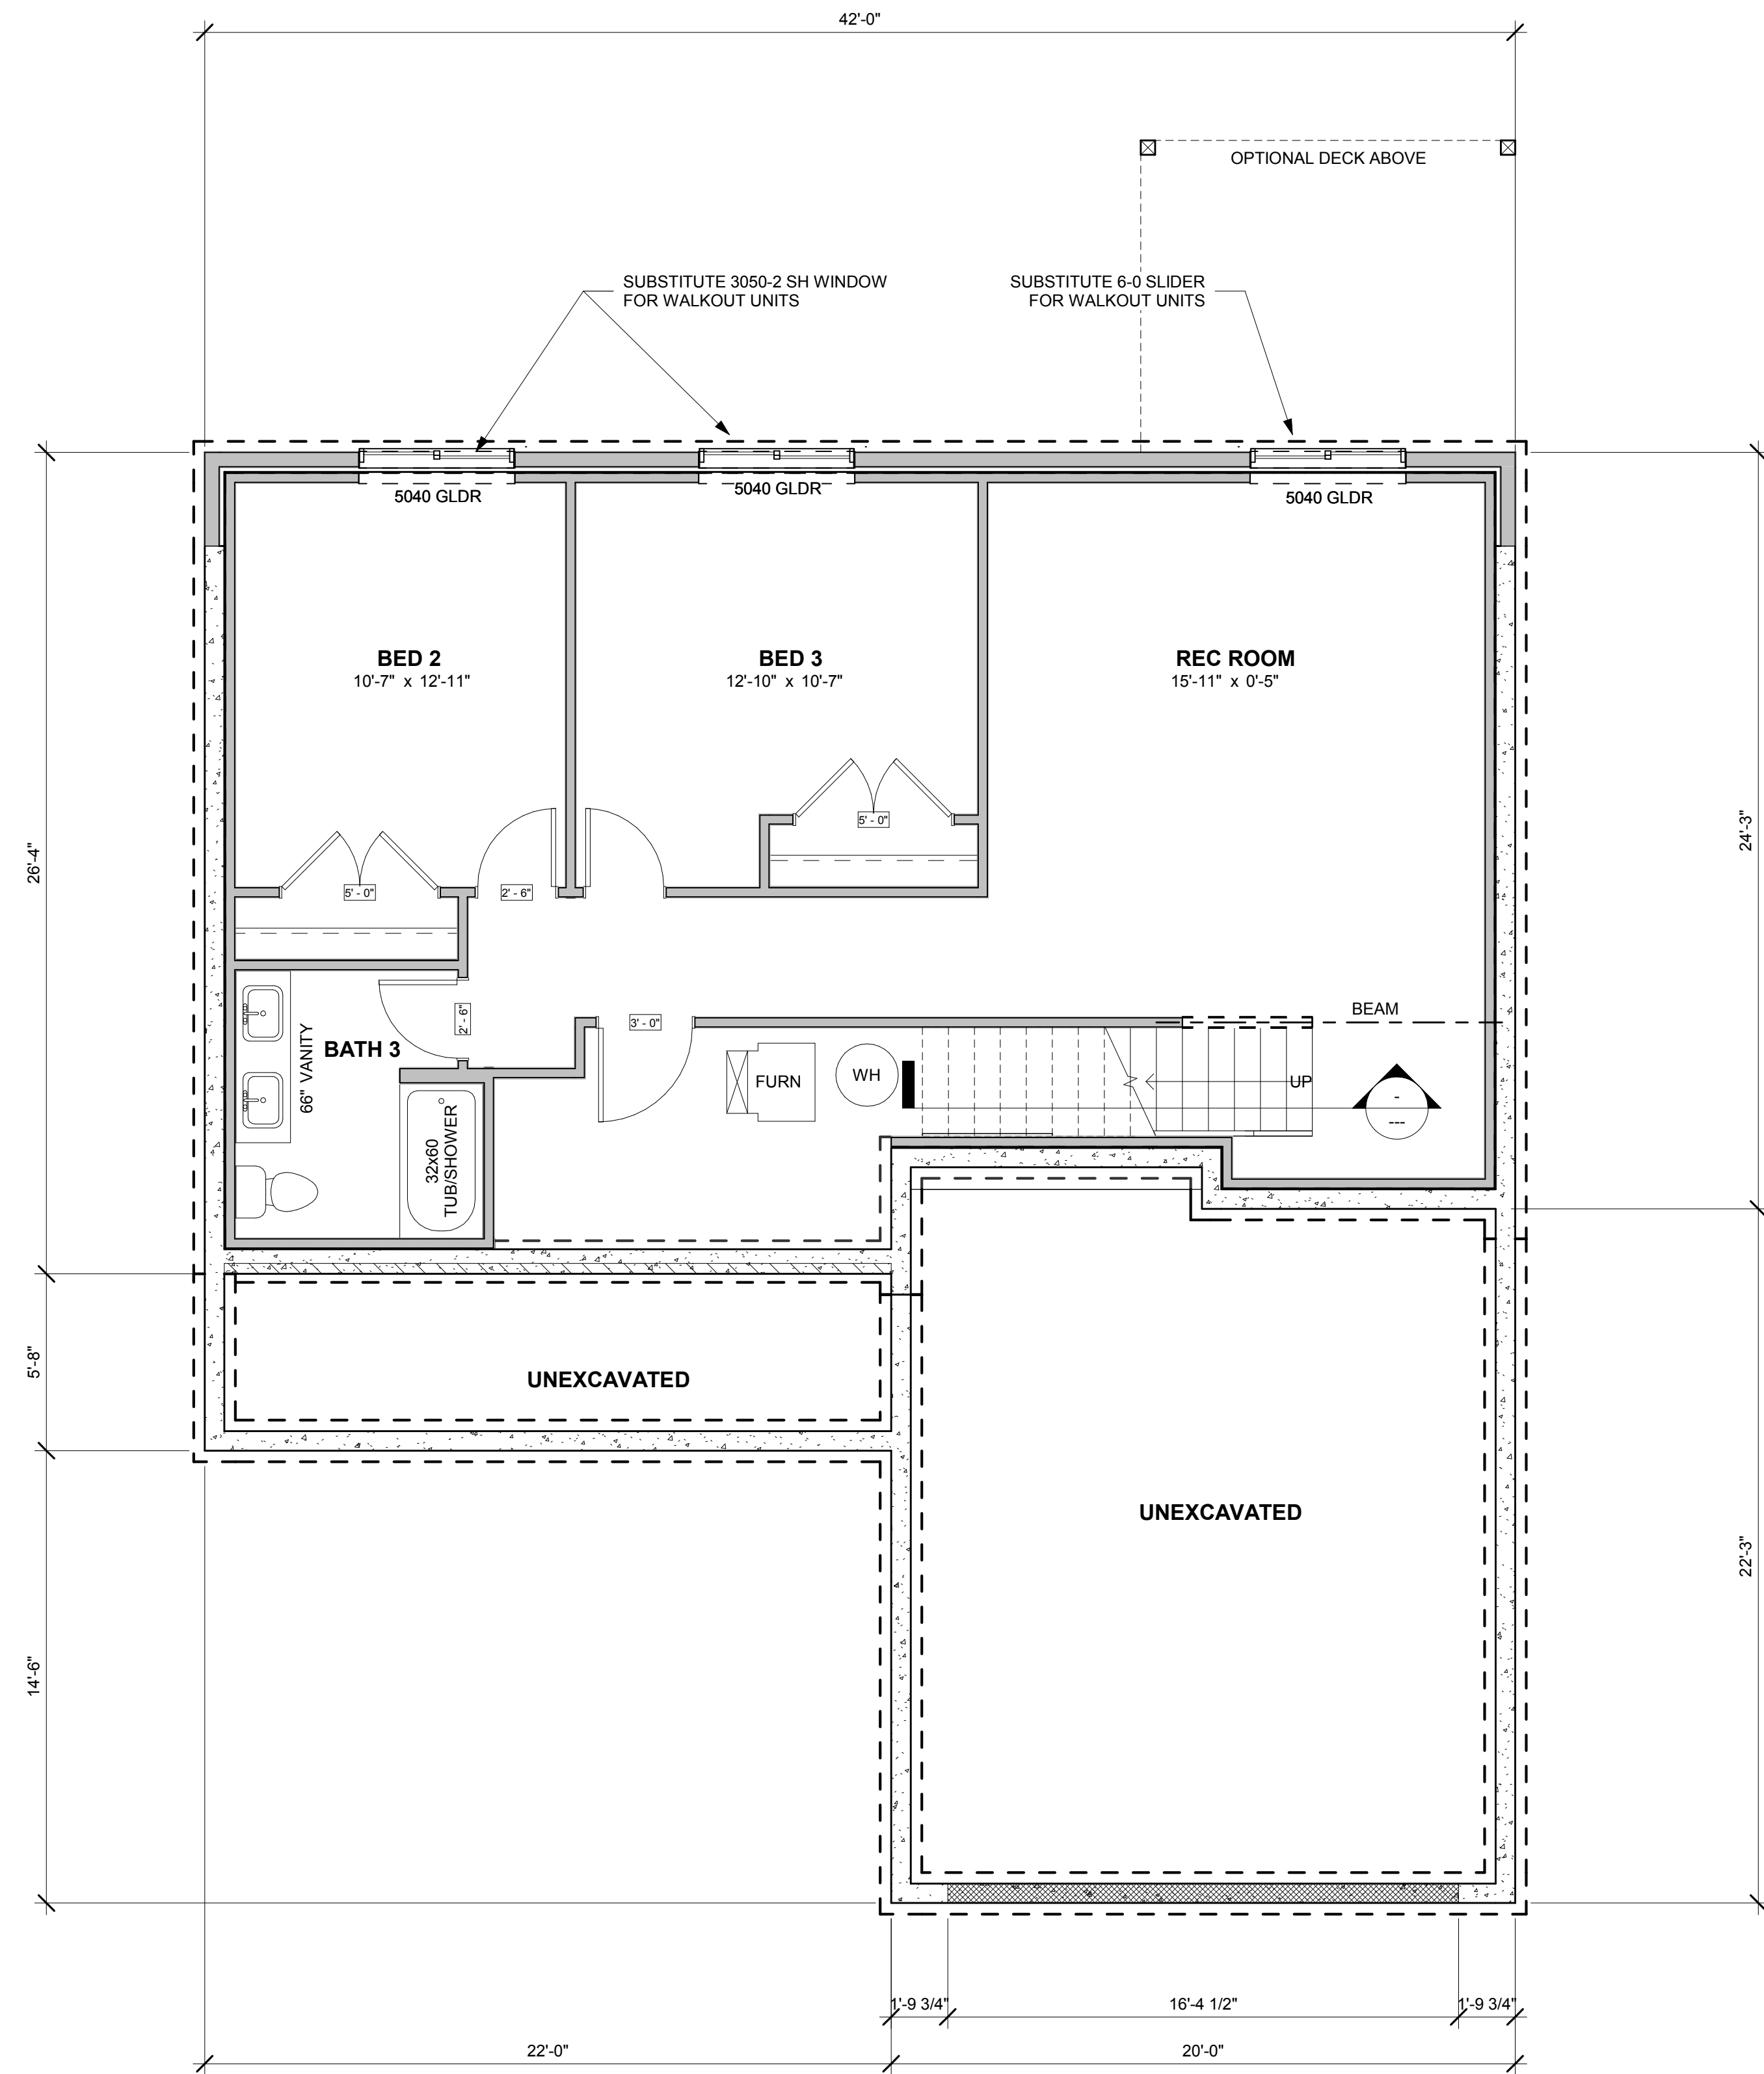 42'-0"
OPTIONAL DECK ABOVE
SUBSTITUTE 3050-2 SH WINDOW
FOR WALKOUT UNITS
SUBSTITUTE 6-0 SLIDER
FOR WALKOUT UNITS
5040 GLDR
5040 GLDR
5040 GLDR
BED 2
10'-7" x 12'-11"
BED 3
12'-10" x 10'-7"
REC ROOM
15'-11" x 0'-5"
26'-4"
24'-3"
5' - 0"
5' - 0"
2' - 6"
2' - 6"
3' - 0"
BEAM
BATH 3
66" VANITY
FURN
WH
UP
-
---
32x60
TUB/SHOWER
5'-8"
UNEXCAVATED
UNEXCAVATED
14'-6"
22'-3"
1'-9 3/4"
16'-4 1/2"
1'-9 3/4"
22'-0"
20'-0"